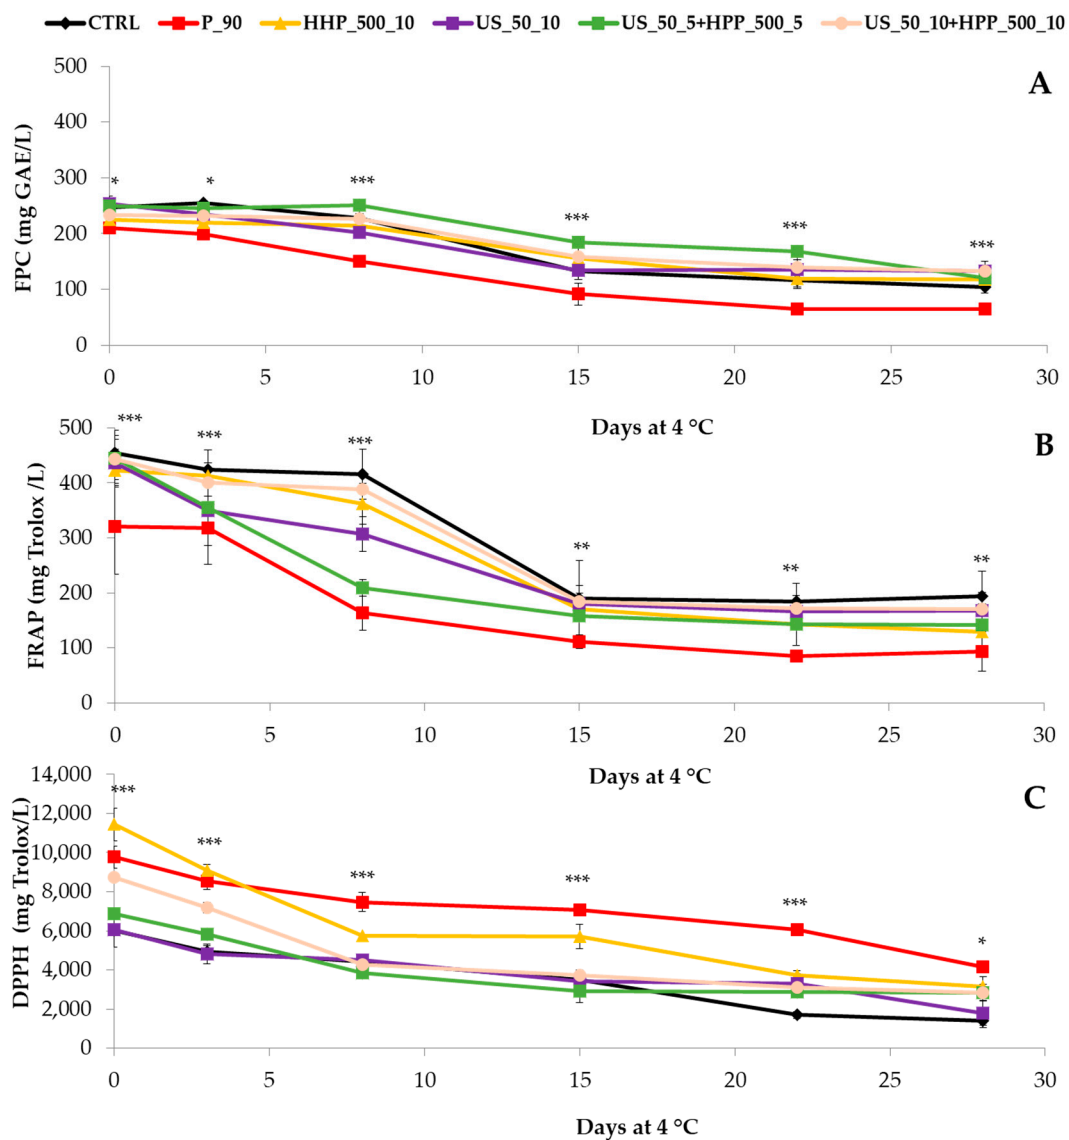 CTRL P_90 HHP_500_10 US_50_10 US_50_5+HPP_500_5 US_50_10+HPP_500_10
A
FPC (mg GAE/L)
500
400
300
200
100
0
* * *** *** *** ***
0 5 10 15 20 25 30
Days at 4 °C
B
FRAP (mg Trolox /L)
500
400
300
200
100
0
*** *** *** ** ** **
0 5 10 15 20 25 30
Days at 4 °C
C
DPPH (mg Trolox/L)
14,000
12,000
10,000
8,000
6,000
4,000
2,000
0
*** *** *** *** *** *
0 5 10 15 20 25 30
Days at 4 °C